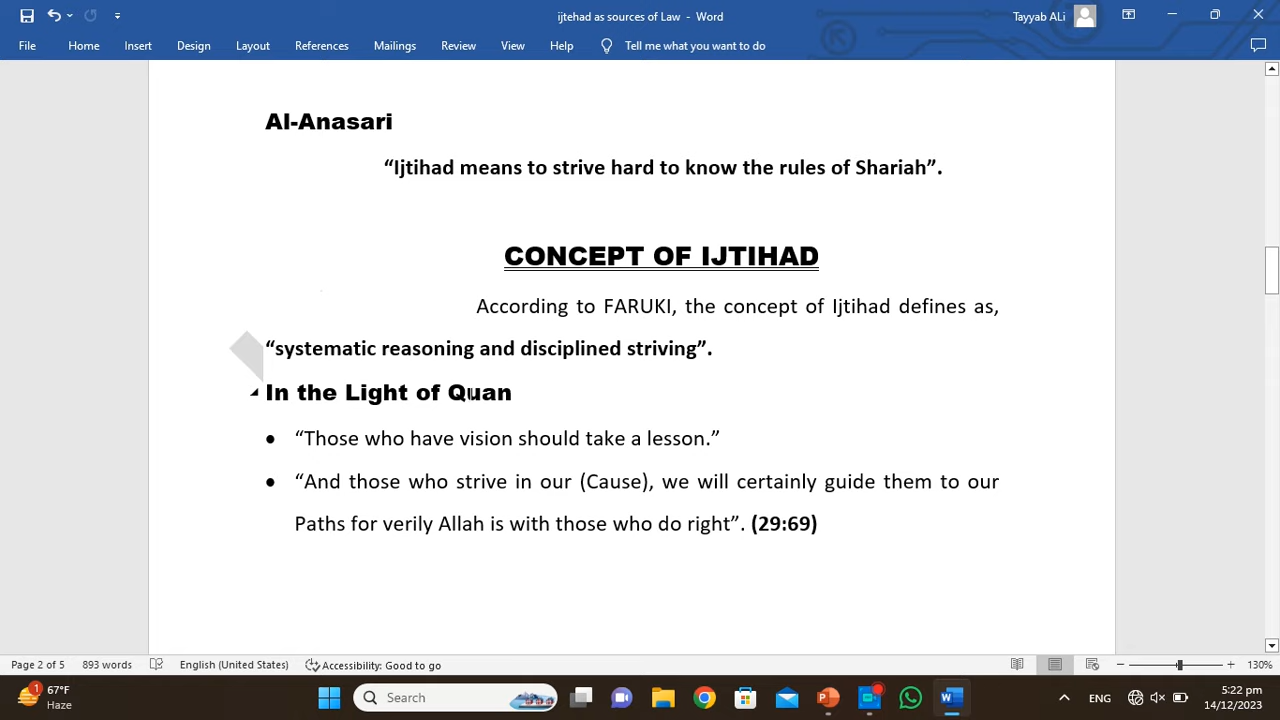 ijtehad as sources of Law - Word
Tayyab ALi
File Home Insert Design Layout References Mailings Review View Help Tell me what you want to do
Al-Anasari
“Ijtihad means to strive hard to know the rules of Shariah”.
CONCEPT OF IJTIHAD
According to FARUKI, the concept of Ijtihad defines as,
“systematic reasoning and disciplined striving”.
In the Light of Quan
• “Those who have vision should take a lesson.”
• “And those who strive in our (Cause), we will certainly guide them to our
Paths for verily Allah is with those who do right”. (29:69)
Page 2 of 5 893 words English (United States) Accessibility: Good to go 130%
1 67°F
Haze
Search
ENG
5:22 pm
14/12/2023